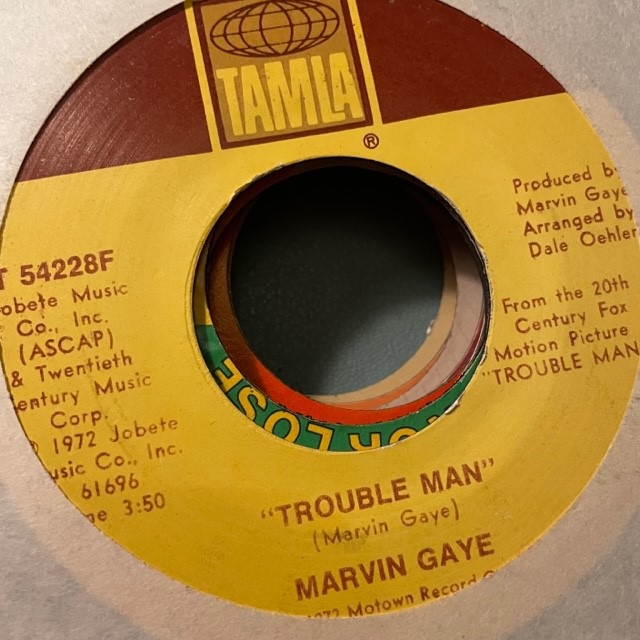 TAMLA
®
Produced by
Marvin Gaye
Arranged by
Dale Oehler
From the 20th
Century Fox
Motion Picture
"TROUBLE MAN
T 54228F
Jobete Music
Co., Inc.
(ASCAP)
& Twentieth
Century Music
Corp.
1972 Jobete
Music Co., Inc.
61696
3:50
LOSE
"TROUBLE MAN"
(Marvin Gaye)
MARVIN GAYE
1972 Motown Record